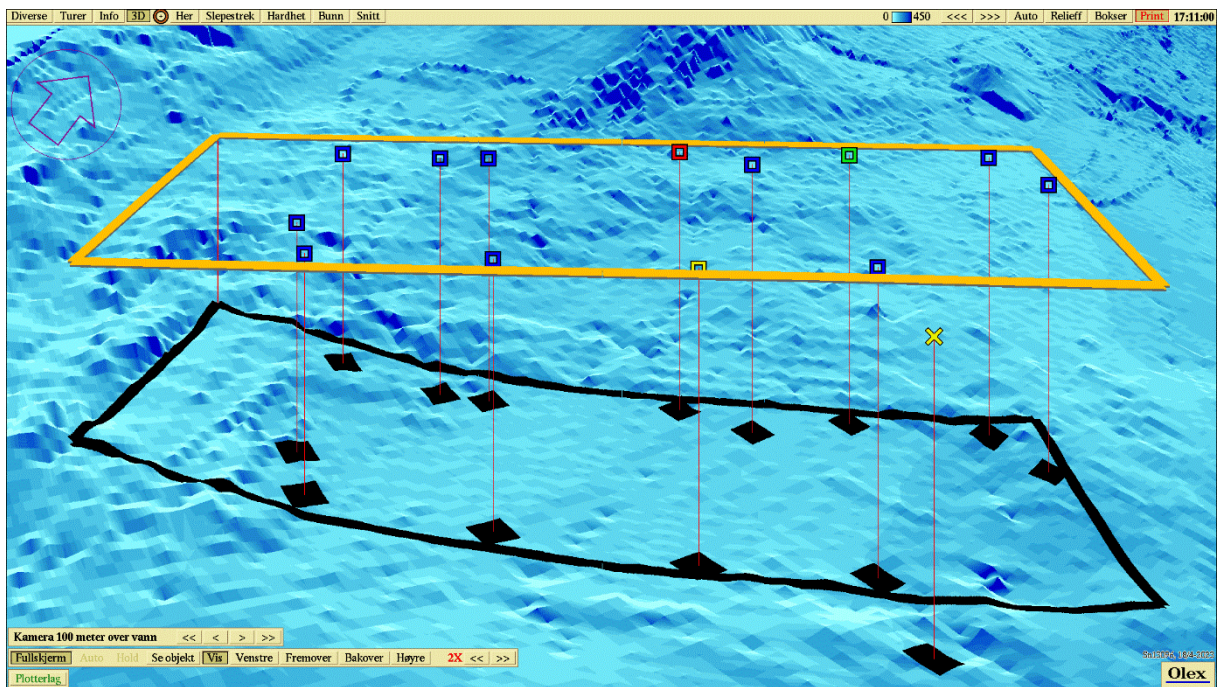 Diverse Turer Info 3D Her Slepestrek Hardhet Bunn Snitt 0 450 <<< >>> Auto Relieff Bokser Print 17:11:00
Kamera 100 meter over vann << < > >>
Fullskjerm Auto Hold Se objekt Vis Venstre Fremover Bakover Høyre 2X << >>
Plotterlag
Olex